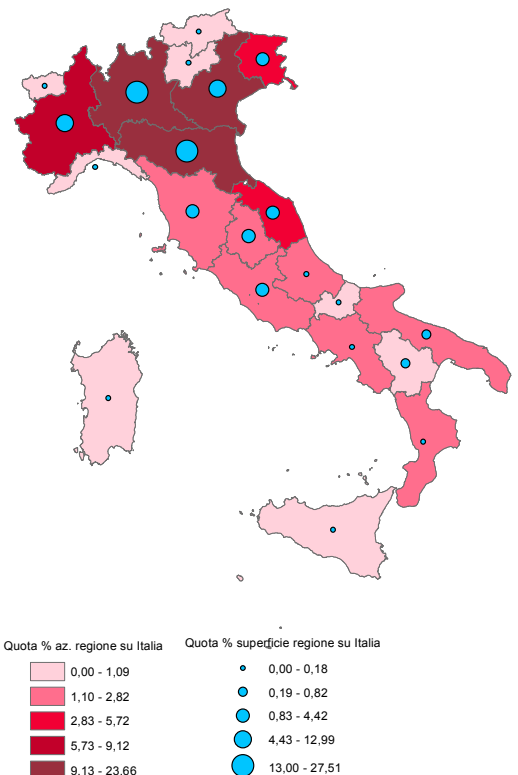 Quota % az. regione su Italia
0,00 - 1,09
1,10 - 2,82
2,83 - 5,72
5,73 - 9,12
9,13 - 23,66
Quota % superficie regione su Italia
0,00 - 0,18
0,19 - 0,82
0,83 - 4,42
4,43 - 12,99
13,00 - 27,51